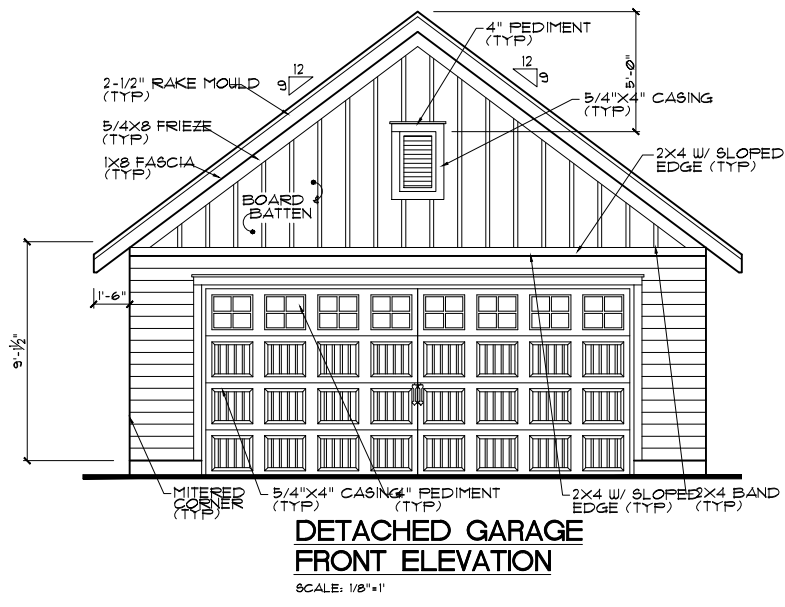 4" PEDIMENT
(TYP)
5'-0"
12
9
12
9
2-1/2" RAKE MOULD
(TYP)
5/4"X4" CASING
(TYP)
5/4X8 FRIEZE
(TYP)
1X8 FASCIA
(TYP)
2X4 W/ SLOPED
EDGE (TYP)
BOARD
BATTEN
1'-6"
9'-1½"
MITERED
CORNER
(TYP)
5/4"X4" CASING
(TYP)
4" PEDIMENT
(TYP)
2X4 W/ SLOPED
EDGE (TYP)
2X4 BAND
(TYP)
DETACHED GARAGE
FRONT ELEVATION
SCALE: 1/8"=1'